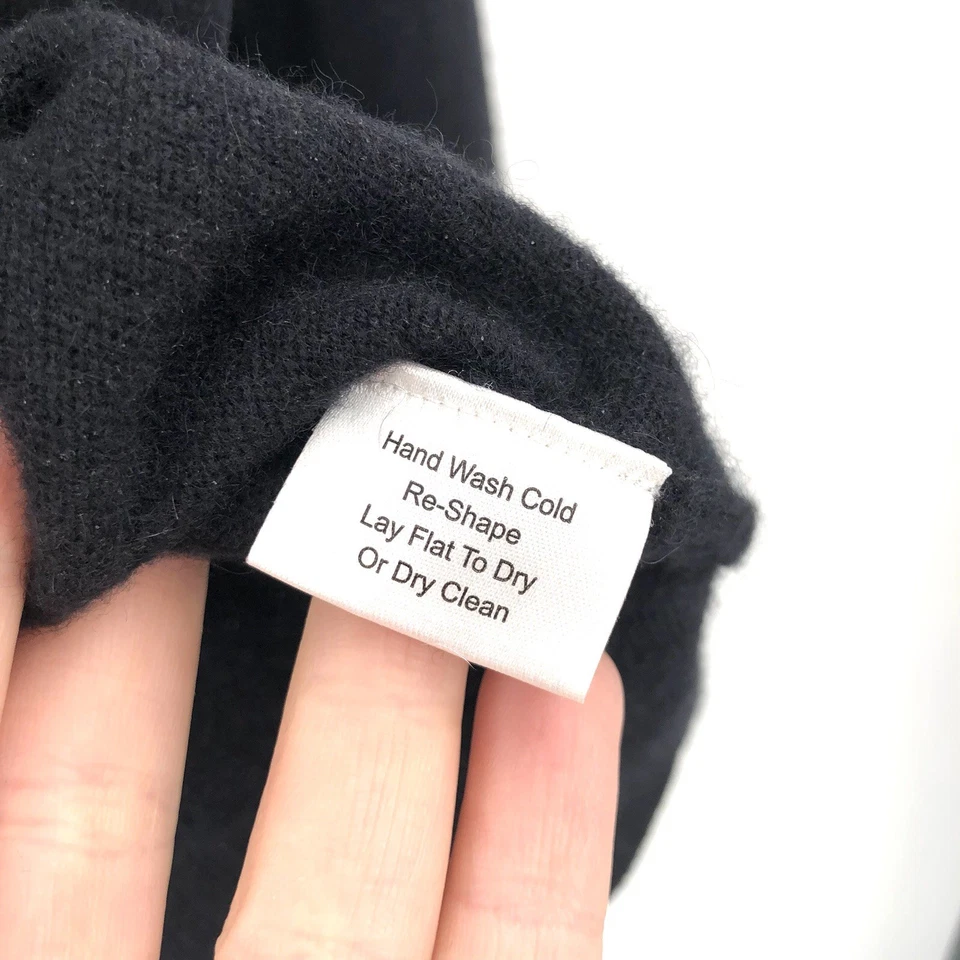 Hand Wash Cold
Re-Shape
Lay Flat To Dry
Or Dry Clean